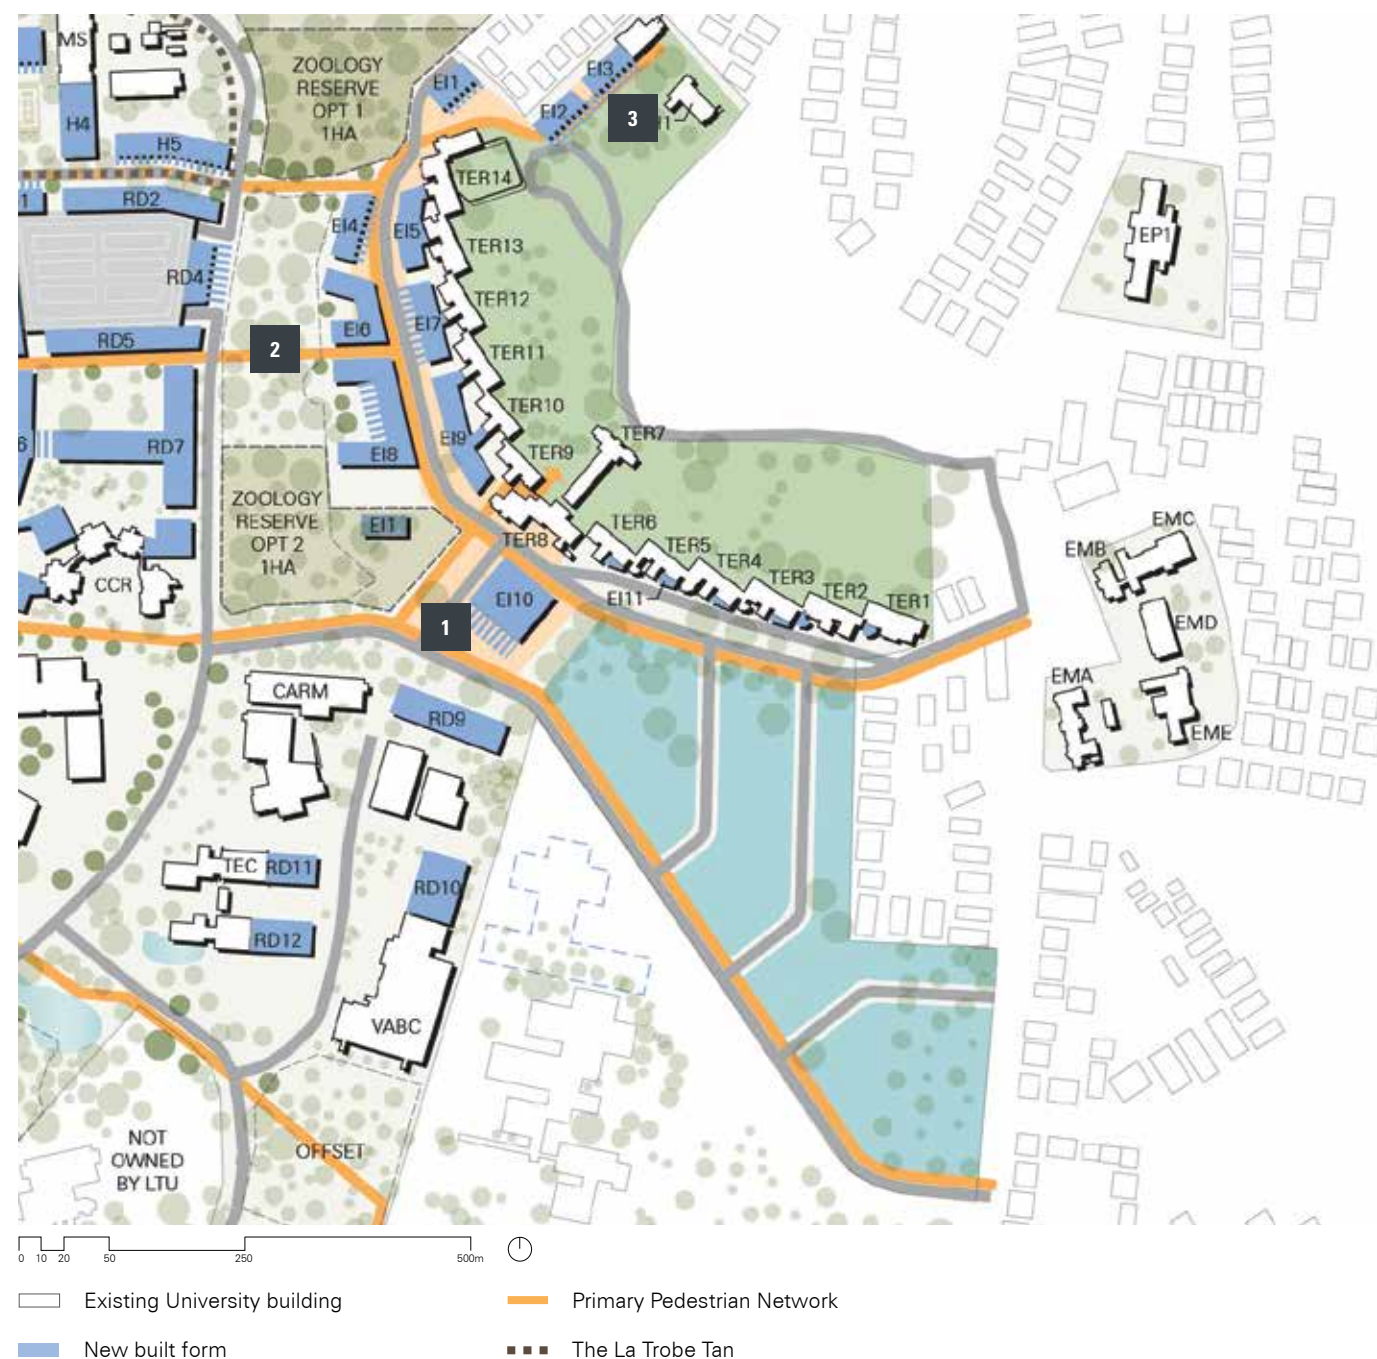 MS
ZOOLOGY
RESERVE
OPT 1
1HA
EI1
EI3
EI2
3
H4
H5
TER14
1
RD2
EI4
EI5
TER13
EP1
RD4
TER12
EI6
EI7
RD5
2
TER11
TER10
6
RD7
EI8
EI9
TER9
TER7
ZOOLOGY
RESERVE
OPT 2
1HA
EI1
TER8
TER6
TER5
TER4
TER3
TER2
TER1
EMC
EMB
CCR
EI10
EI11
1
EMD
EMA
EME
CARM
RD9
TEC
RD11
RD10
RD12
VABC
NOT
OWNED
BY LTU
OFFSET
0 10 20 50 250 500m
Existing University building
Primary Pedestrian Network
New built form
The La Trobe Tan